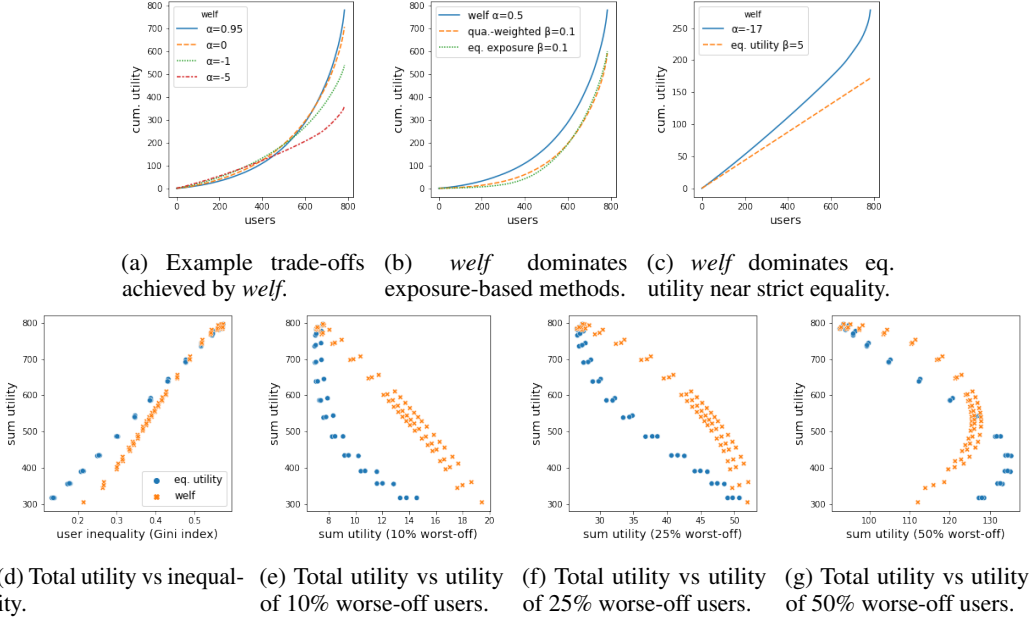 800
700
600
500
400
300
200
100
0
0 200 400 600 800
cum. utility
users
welf
α=0.95
α=0
α=-1
α=-5
800
700
600
500
400
300
200
100
0
0 200 400 600 800
cum. utility
users
welf α=0.5
qua.-weighted β=0.1
eq. exposure β=0.1
250
200
150
100
50
0
0 200 400 600 800
cum. utility
users
welf
α=-17
eq. utility β=5
(a) Example trade-offs
achieved by welf.
(b) welf dominates
exposure-based methods.
(c) welf dominates eq.
utility near strict equality.
800
700
600
500
400
300
0.2 0.3 0.4 0.5
sum utility
user inequality (Gini index)
eq. utility
welf
800
700
600
500
400
300
8 10 12 14 16 18 20
sum utility
sum utility (10% worst-off)
800
700
600
500
400
300
30 35 40 45 50
sum utility
sum utility (25% worst-off)
800
700
600
500
400
300
100 110 120 130
sum utility
sum utility (50% worst-off)
(d) Total utility vs inequal-
ity.
(e) Total utility vs utility
of 10% worse-off users.
(f) Total utility vs utility
of 25% worse-off users.
(g) Total utility vs utility
of 50% worse-off users.